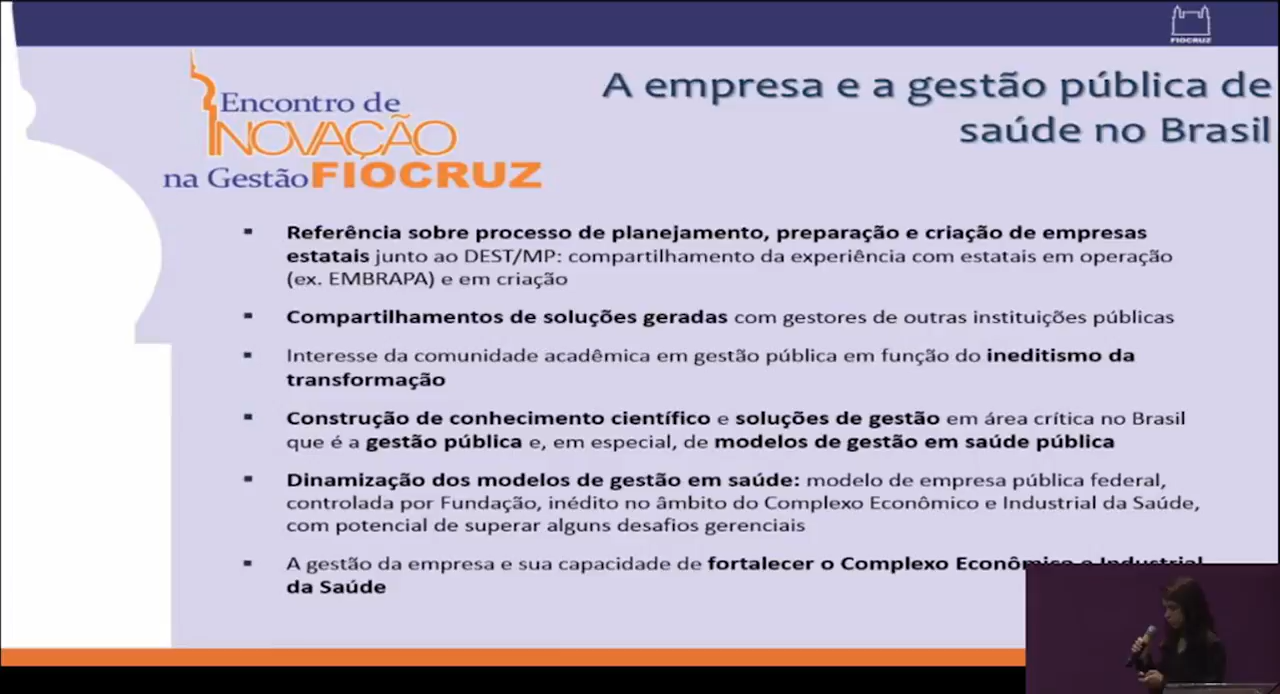 FIOCRUZ
Encontro de
INOVAÇÃO
na Gestão FIOCRUZ
A empresa e a gestão pública de
saúde no Brasil
▪ Referência sobre processo de planejamento, preparação e criação de empresas
estatais junto ao DEST/MP: compartilhamento da experiência com estatais em operação
(ex. EMBRAPA) e em criação
▪ Compartilhamentos de soluções geradas com gestores de outras instituições públicas
▪ Interesse da comunidade acadêmica em gestão pública em função do ineditismo da
transformação
▪ Construção de conhecimento científico e soluções de gestão em área crítica no Brasil
que é a gestão pública e, em especial, de modelos de gestão em saúde pública
▪ Dinamização dos modelos de gestão em saúde: modelo de empresa pública federal,
controlada por Fundação, inédito no âmbito do Complexo Econômico e Industrial da Saúde,
com potencial de superar alguns desafios gerenciais
▪ A gestão da empresa e sua capacidade de fortalecer o Complexo Econômico e Industrial
da Saúde